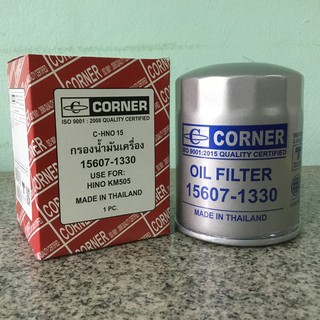 CORNER
ISO 9001 : 2008 QUALITY CERTIFIED
C-HNO 15
กรองน้ำมันเครื่อง
15607-1330
USE FOR:
HINO KM505
MADE IN THAILAND
1 PC.
CORNER
ISO 9001:2015 QUALITY CERTIFIED
OIL FILTER
15607-1330
MADE IN THAILAND